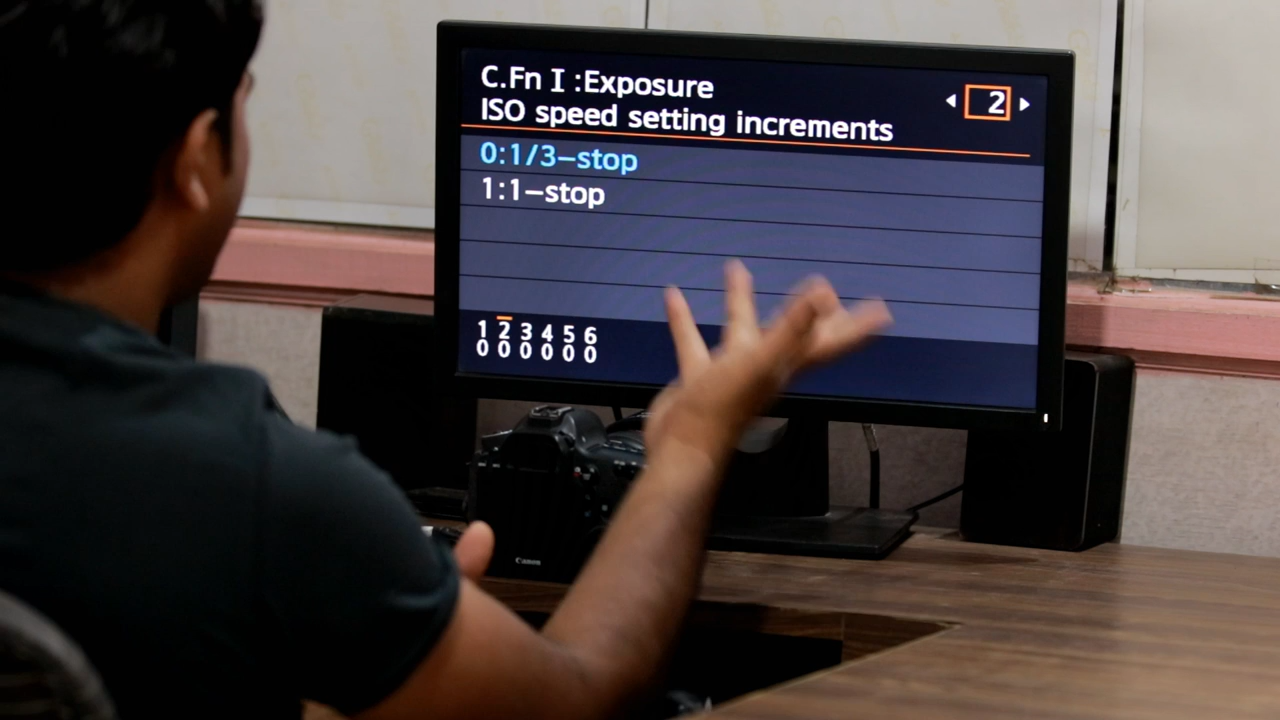 C.Fn I :Exposure
2
ISO speed setting increments
0:1/3-stop
1:1-stop
1 2 3 4 5 6
0 0 0 0 0 0
Canon